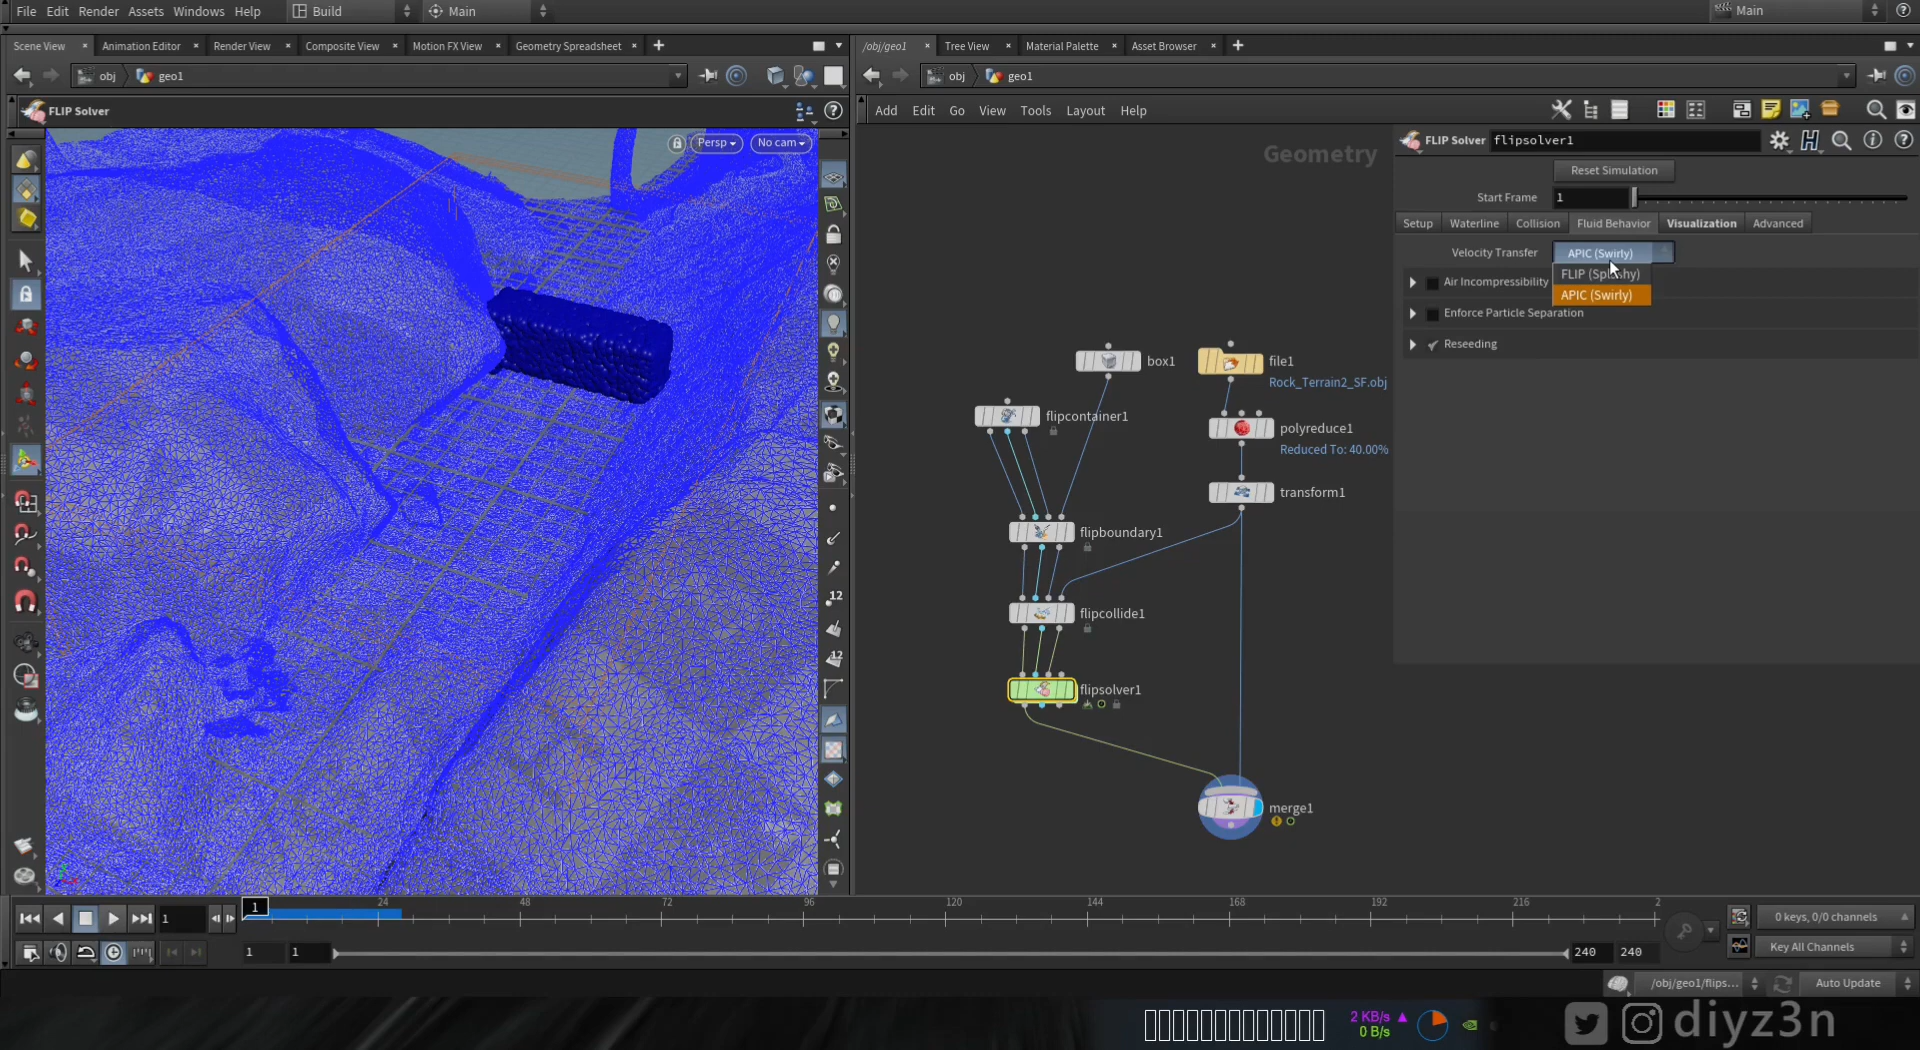 File Edit Render Assets Windows Help Build Main Main
Scene View Animation Editor Render View Composite View Motion FX View Geometry Spreadsheet
/obj/geo1 Tree View Material Palette Asset Browser
obj geo1
obj geo1
FLIP Solver
Add Edit Go View Tools Layout Help
Persp No cam
Geometry
FLIP Solver flipsolver1
Reset Simulation
Start Frame 1
Setup Waterline Collision Fluid Behavior Visualization Advanced
Velocity Transfer APIC (Swirly)
APIC (Swirly)
Air Incompressibility
Enforce Particle Separation
Reseeding
box1
file1
Rock_Terrain2_SF.obj
flipcontainer1
polyreduce1
Reduced To: 40.00%
transform1
flipboundary1
flipcollide1
flipsolver1
merge1
12
12
1
1 24 48 72 96 120 144 168 192 216 2
0 keys, 0/0 channels
1 1 240 240
Key All Channels
/obj/geo1/flips... Auto Update
2 KB/s
0 B/s
diyz3n